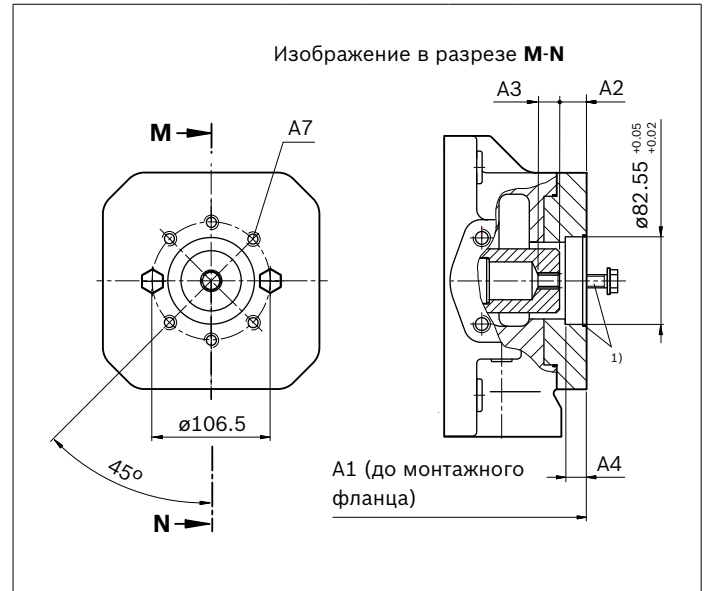 Изображение в разрезе M-N
A3
A2
M
A7
ø82.55 +0.05 +0.02
1)
ø106.5
45º
A1 (до монтажного
фланца)
A4
N